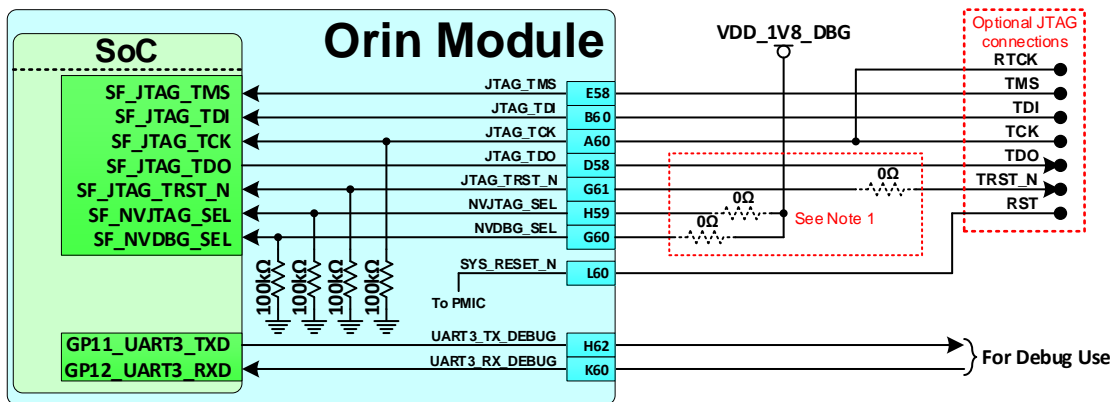 Orin Module
SoC
VDD_1V8_DBG
Optional JTAG
connections
RTCK
SF_JTAG_TMS JTAG_TMS E58 TMS
SF_JTAG_TDI JTAG_TDI B60 TDI
SF_JTAG_TCK JTAG_TCK A60 TCK
SF_JTAG_TDO JTAG_TDO D58 TDO
SF_JTAG_TRST_N JTAG_TRST_N G61 0Ω TRST_N
SF_NVJTAG_SEL NVJTAG_SEL H59 0Ω RST
See Note 1
SF_NVDBG_SEL NVDBG_SEL G60 0Ω
100kΩ 100kΩ 100kΩ 100kΩ
SYS_RESET_N L60
To PMIC
GP11_UART3_TXD UART3_TX_DEBUG H62
GP12_UART3_RXD UART3_RX_DEBUG K60
For Debug Use